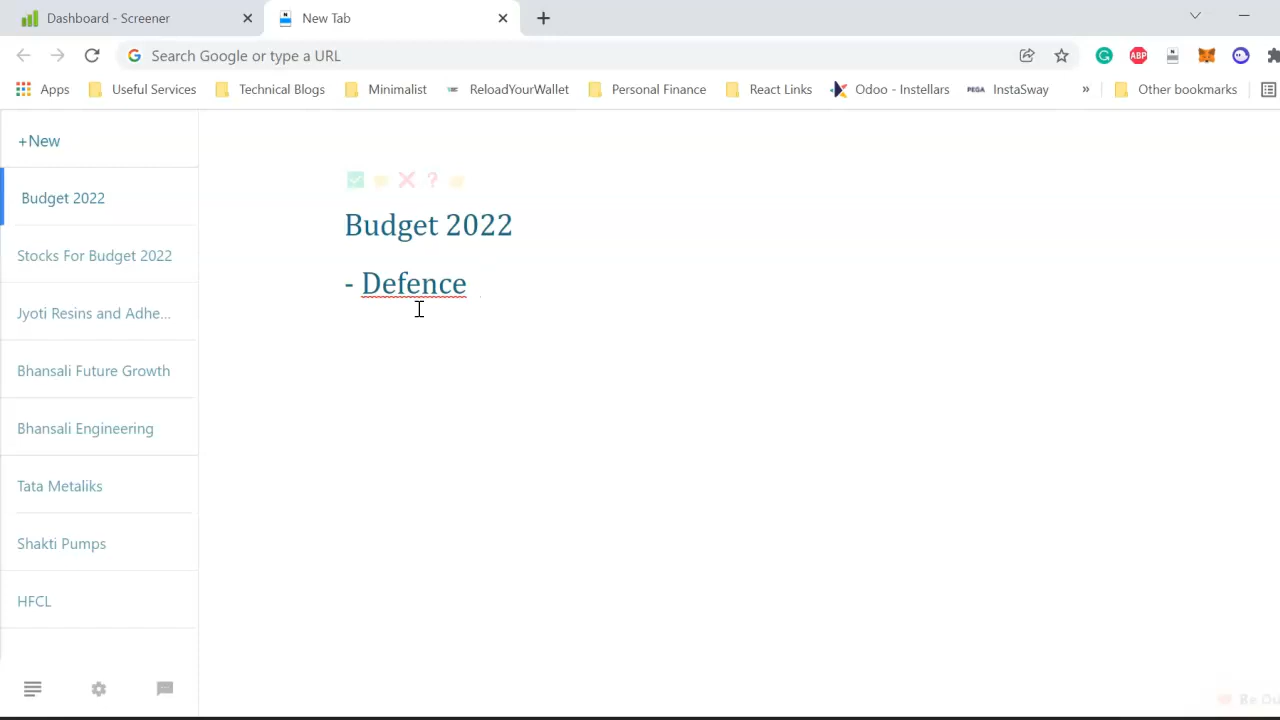 Dashboard - Screener
New Tab
Search Google or type a URL
Apps
Useful Services
Technical Blogs
Minimalist
ReloadYourWallet
Personal Finance
React Links
Odoo - Instellars
PEGA InstaSway
»
Other bookmarks
+New
Budget 2022
Stocks For Budget 2022
Jyoti Resins and Adhe...
Bhansali Future Growth
Bhansali Engineering
Tata Metaliks
Shakti Pumps
HFCL
Budget 2022
- Defence